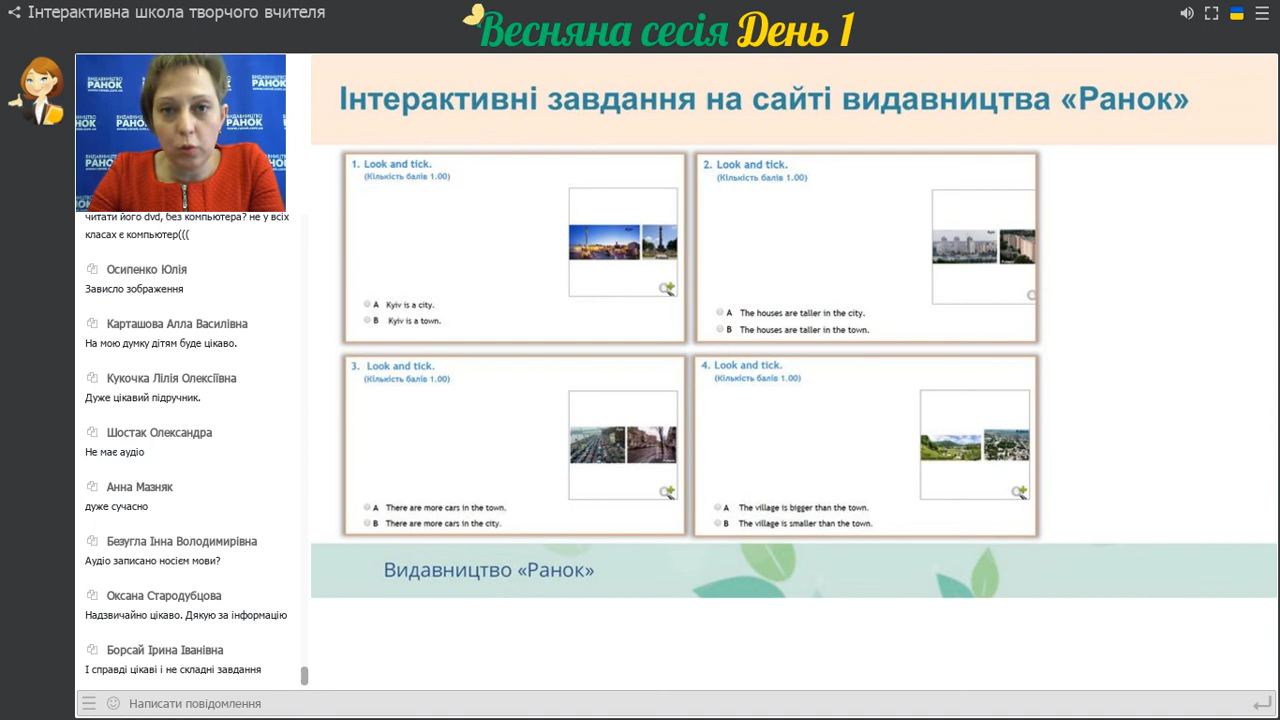 Інтерактивна школа творчого вчителя
Весняна сесія День 1
ВИДАВНИЦТВО
РАНОК
Інтерактивні завдання на сайті видавництва «Ранок»
1. Look and tick.
(Кількість балів 1.00)
A Kyiv is a city.
B Kyiv is a town.
2. Look and tick.
(Кількість балів 1.00)
A The houses are taller in the city.
B The houses are taller in the town.
3. Look and tick.
(Кількість балів 1.00)
A There are more cars in the town.
B There are more cars in the city.
4. Look and tick.
(Кількість балів 1.00)
A The village is bigger than the town.
B The village is smaller than the town.
Видавництво «Ранок»
читати його dvd, без компьютера? не у всіх
класах є компьютер(((
Осипенко Юлія
Зависло зображення
Карташова Алла Василівна
На мою думку дітям буде цікаво.
Кукочка Лілія Олексіївна
Дуже цікавий підручник.
Шостак Олександра
Не має аудіо
Анна Мазняк
дуже сучасно
Безугла Інна Володимирівна
Аудіо записано носієм мови?
Оксана Стародубцова
Надзвичайно цікаво. Дякую за інформацію
Борсай Ірина Іванівна
І справді цікаві і не складні завдання
Написати повідомлення